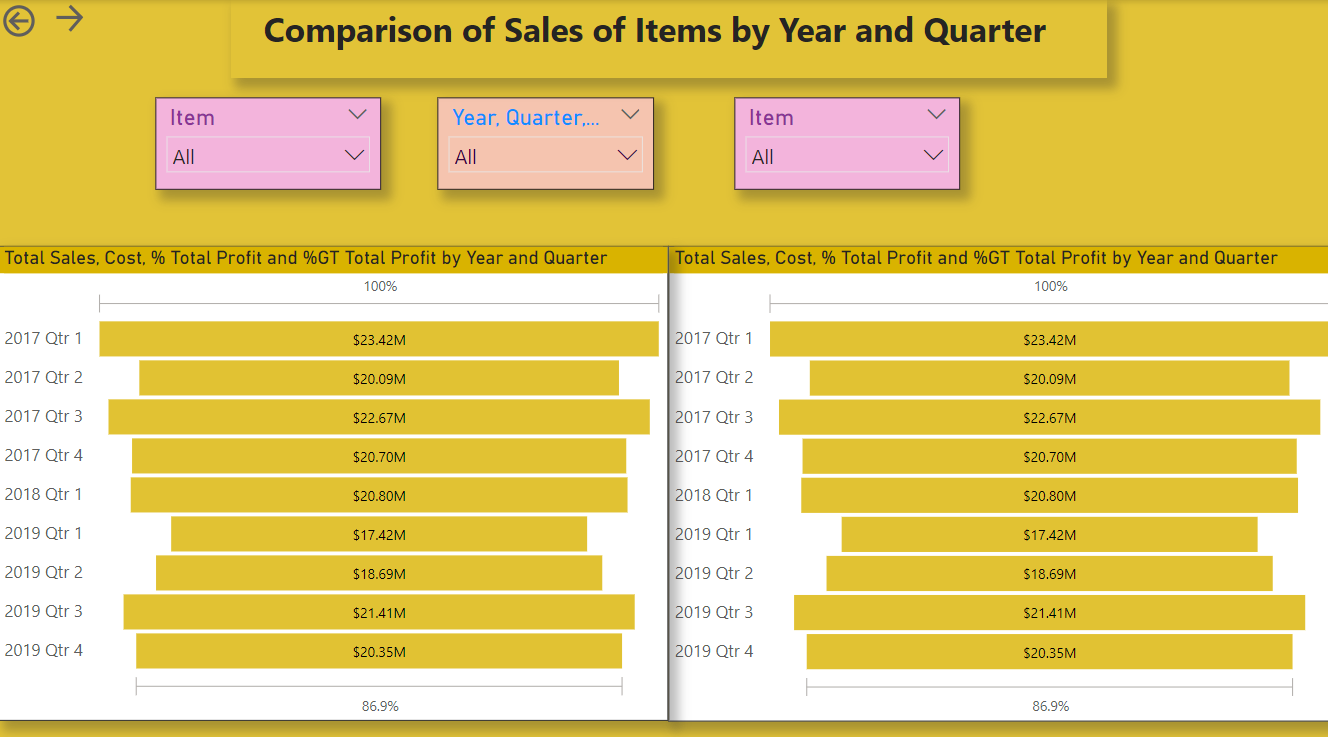 Comparison of Sales of Items by Year and Quarter
Item
All
Year, Quarter,...
All
Item
All
Total Sales, Cost, % Total Profit and %GT Total Profit by Year and Quarter
100%
2017 Qtr 1 $23.42M
2017 Qtr 2 $20.09M
2017 Qtr 3 $22.67M
2017 Qtr 4 $20.70M
2018 Qtr 1 $20.80M
2019 Qtr 1 $17.42M
2019 Qtr 2 $18.69M
2019 Qtr 3 $21.41M
2019 Qtr 4 $20.35M
86.9%
Total Sales, Cost, % Total Profit and %GT Total Profit by Year and Quarter
100%
2017 Qtr 1 $23.42M
2017 Qtr 2 $20.09M
2017 Qtr 3 $22.67M
2017 Qtr 4 $20.70M
2018 Qtr 1 $20.80M
2019 Qtr 1 $17.42M
2019 Qtr 2 $18.69M
2019 Qtr 3 $21.41M
2019 Qtr 4 $20.35M
86.9%